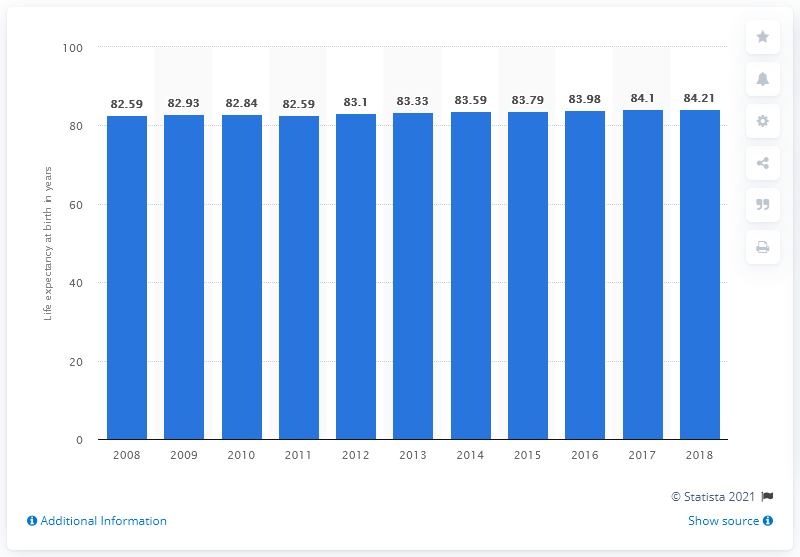 100
82.59 82.93 82.84 82.59 83.1 83.33 83.59 83.79 83.98 84.1 84.21
80
60
40
20
0
Life expectancy at birth in years
2008 2009 2010 2011 2012 2013 2014 2015 2016 2017 2018
© Statista 2021
Additional Information
Show source